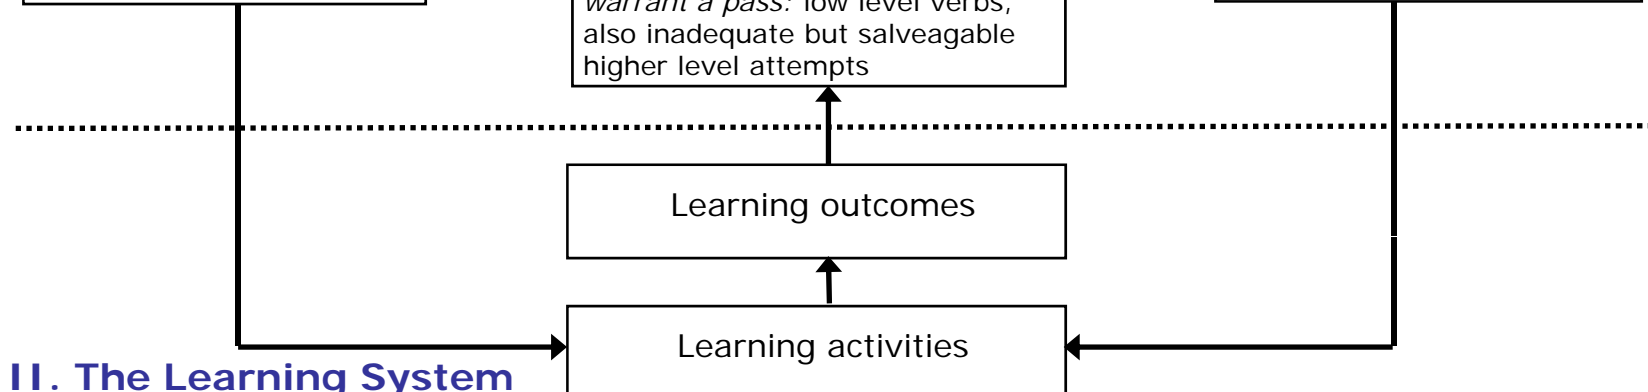 warrant a pass: low level verbs,
also inadequate but salveagable
higher level attempts
Learning outcomes
Learning activities
II. The Learning System